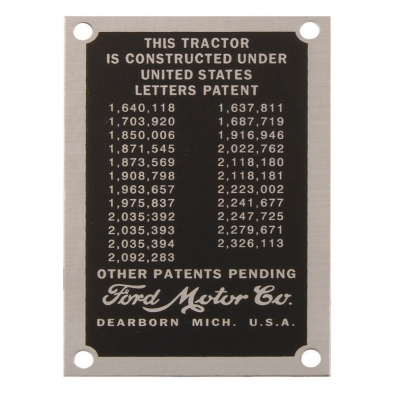 THIS TRACTOR
IS CONSTRUCTED UNDER
UNITED STATES
LETTERS PATENT
1,640,118 1,637,811
1,703,920 1,687,719
1,850,006 1,916,946
1,871,545 2,022,762
1,873,569 2,118,180
1,908,798 2,118,181
1,963,657 2,223,002
1,975,837 2,241,677
2,035;392 2,247,725
2,035,393 2,279,671
2,035,394 2,326,113
2,092,283
OTHER PATENTS PENDING
Ford Motor Co.
DEARBORN MICH. U.S.A.